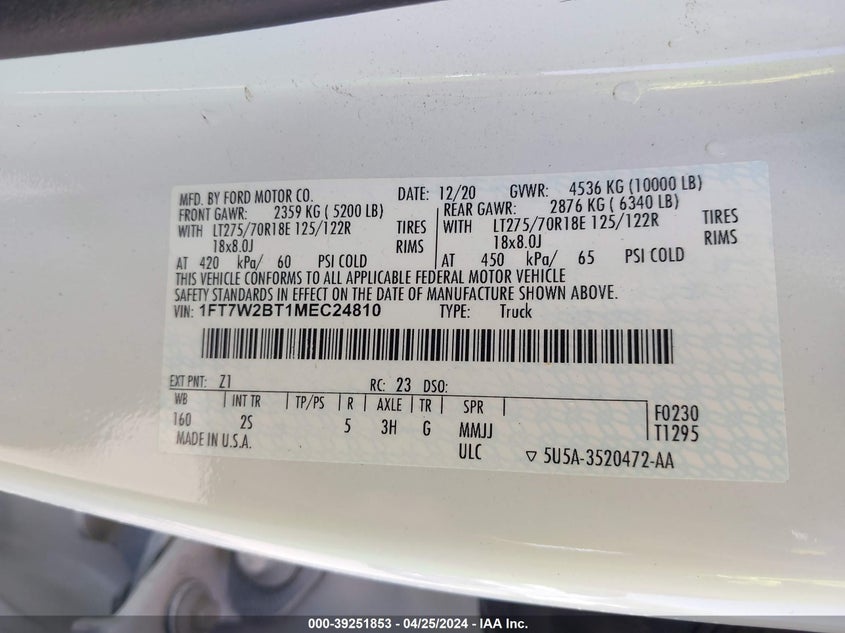 MFD. BY FORD MOTOR CO. DATE: 12/20 GVWR: 4536 KG (10000 LB)
FRONT GAWR: 2359 KG ( 5200 LB) REAR GAWR: 2876 KG ( 6340 LB)
WITH LT275/70R18E 125/122R TIRES WITH LT275/70R18E 125/122R TIRES
18x8.0J RIMS 18x8.0J RIMS
AT 420 kPa/ 60 PSI COLD AT 450 kPa/ 65 PSI COLD
THIS VEHICLE CONFORMS TO ALL APPLICABLE FEDERAL MOTOR VEHICLE
SAFETY STANDARDS IN EFFECT ON THE DATE OF MANUFACTURE SHOWN ABOVE.
VIN: 1FT7W2BT1MEC24810 TYPE: Truck
EXT PNT: Z1 RC: 23 DSO:
WB INT TR TP/PS R AXLE TR SPR F0230
160 2S 5 3H G MMJJ T1295
MADE IN U.S.A. ULC ▽ 5U5A-3520472-AA
000-39251853 - 04/25/2024 - IAA Inc.